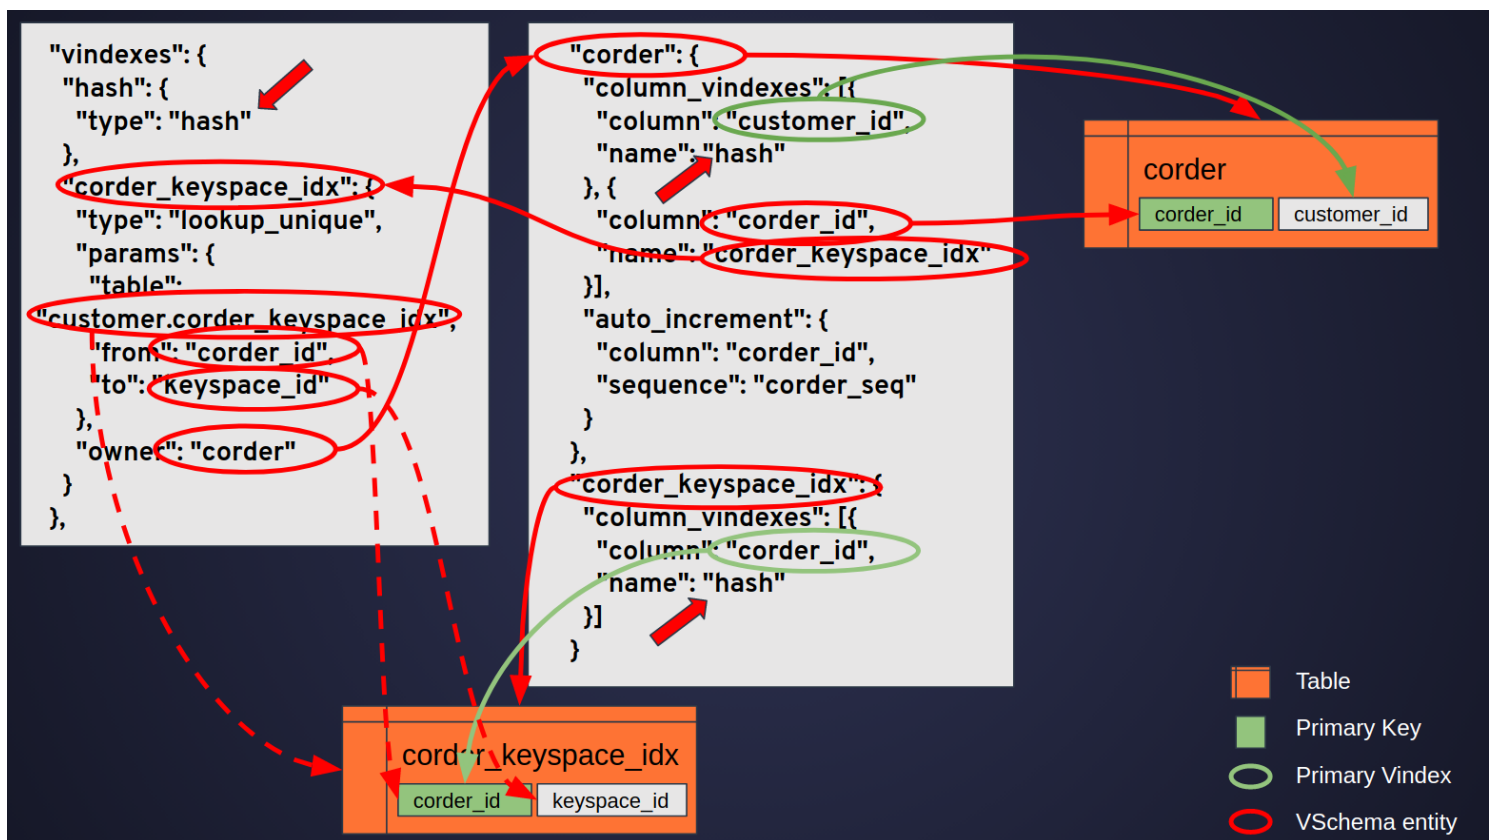 "vindexes": {
"hash": {
"type": "hash"
},
"corder_keyspace_idx": {
"type": "lookup_unique",
"params": {
"table":
"customer.corder_keyspace_idx",
"from": "corder_id",
"to": "keyspace_id"
},
"owner": "corder"
}
},
"corder": {
"column_vindexes": [{
"column": "customer_id",
"name": "hash"
}, {
"column": "corder_id",
"name": "corder_keyspace_idx"
}],
"auto_increment": {
"column": "corder_id",
"sequence": "corder_seq"
}
},
"corder_keyspace_idx": {
"column_vindexes": [{
"column": "corder_id",
"name": "hash"
}]
}
corder
corder_id customer_id
corder_keyspace_idx
corder_id keyspace_id
Table
Primary Key
Primary Vindex
VSchema entity